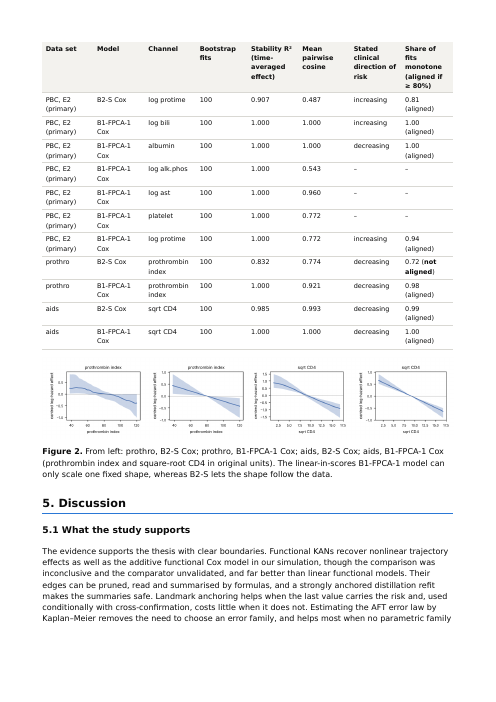 Data set Model Channel Bootstrap fits Stability R² (time-averaged effect) Mean pairwise cosine Stated clinical direction of risk Share of fits monotone (aligned if ≥ 80%)
PBC, E2 (primary) B2-S Cox log protime 100 0.907 0.487 increasing 0.81 (aligned)
PBC, E2 (primary) B1-FPCA-1 Cox log bili 100 1.000 1.000 increasing 1.00 (aligned)
PBC, E2 (primary) B1-FPCA-1 Cox albumin 100 1.000 1.000 decreasing 1.00 (aligned)
PBC, E2 (primary) B1-FPCA-1 Cox log alk.phos 100 1.000 0.543 – –
PBC, E2 (primary) B1-FPCA-1 Cox log ast 100 1.000 0.960 – –
PBC, E2 (primary) B1-FPCA-1 Cox platelet 100 1.000 0.772 – –
PBC, E2 (primary) B1-FPCA-1 Cox log protime 100 1.000 0.772 increasing 0.94 (aligned)
prothro B2-S Cox prothrombin index 100 0.832 0.774 decreasing 0.72 (not aligned)
prothro B1-FPCA-1 Cox prothrombin index 100 1.000 0.921 decreasing 0.98 (aligned)
aids B2-S Cox sqrt CD4 100 0.985 0.993 decreasing 0.99 (aligned)
aids B1-FPCA-1 Cox sqrt CD4 100 1.000 1.000 decreasing 1.00 (aligned)
prothrombin index
prothrombin index
sqrt CD4
sqrt CD4
prothrombin index
prothrombin index
sqrt CD4
sqrt CD4
Figure 2. From left: prothro, B2-S Cox; prothro, B1-FPCA-1 Cox; aids, B2-S Cox; aids, B1-FPCA-1 Cox
(prothrombin index and square-root CD4 in original units). The linear-in-scores B1-FPCA-1 model can
only scale one fixed shape, whereas B2-S lets the shape follow the data.
5. Discussion
5.1 What the study supports
The evidence supports the thesis with clear boundaries. Functional KANs recover nonlinear trajectory
effects as well as the additive functional Cox model in our simulation, though the comparison was
inconclusive and the comparator unvalidated, and far better than linear functional models. Their
edges can be pruned, read and summarised by formulas, and a strongly anchored distillation refit
makes the summaries safe. Landmark anchoring helps when the last value carries the risk and, used
conditionally with cross-confirmation, costs little when it does not. Estimating the AFT error law by
Kaplan–Meier removes the need to choose an error family, and helps most when no parametric family